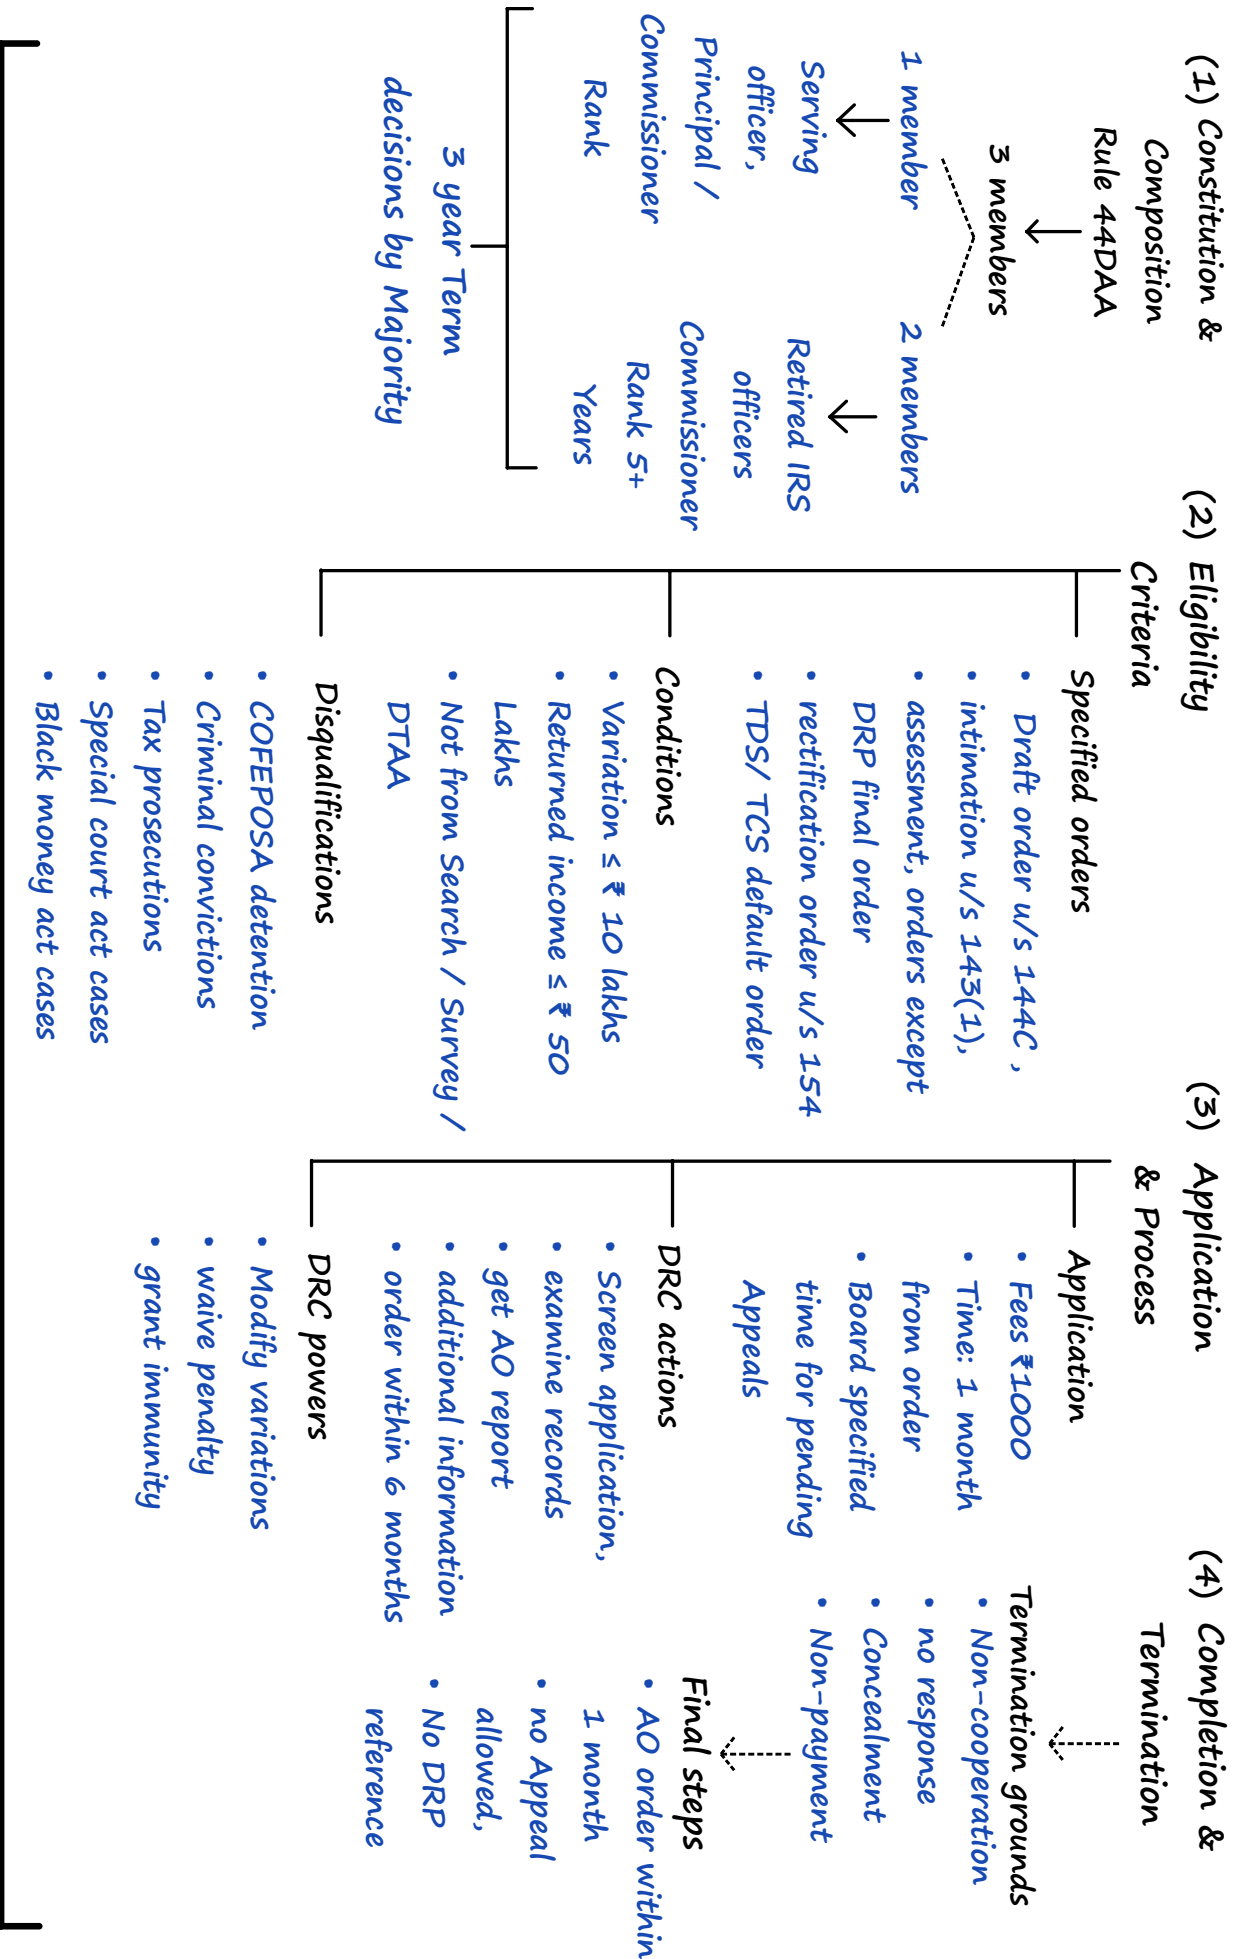 (1) Constitution &
Composition
Rule 44DAA
3 members
1 member
Serving
officer,
Principal /
Commissioner
Rank
2 members
Retired IRS
officers
Commissioner
Rank 5+
Years
3 year Term
decisions by Majority
(2) Eligibility
Criteria
Specified orders
• Draft order u/s 144C ,
• intimation u/s 143(1),
• assessment, orders except
DRP final order
• rectification order u/s 154
• TDS/ TCS default order
Conditions
• Variation ≤ ₹ 10 lakhs
• Returned income ≤ ₹ 50
Lakhs
• Not from Search / Survey /
DTAA
Disqualifications
• COFEPOSA detention
• Criminal convictions
• Tax prosecutions
• Special court act cases
• Black money act cases
(3) Application
& Process
Application
• Fees ₹1000
• Time: 1 month
from order
• Board specified
time for pending
Appeals
DRC actions
• Screen application,
• examine records
• get AO report
• additional information
• order within 6 months
DRC powers
• Modify variations
• waive penalty
• grant immunity
(4) Completion &
Termination
Termination grounds
• Non-cooperation
• no response
• Concealment
• Non-payment
Final steps
• AO order within
1 month
• no Appeal
allowed,
• No DRP
reference